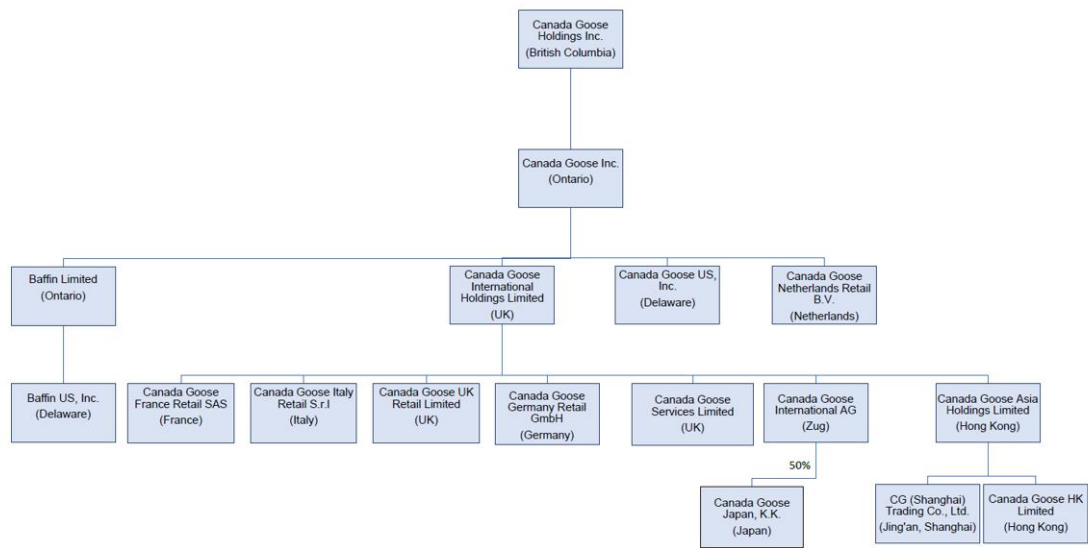 Canada Goose
Holdings Inc.
(British Columbia)
Canada Goose Inc.
(Ontario)
Baffin Limited
(Ontario)
Canada Goose
International
Holdings Limited
(UK)
Canada Goose US,
Inc.
(Delaware)
Canada Goose
Netherlands Retail
B.V.
(Netherlands)
Baffin US, Inc.
(Delaware)
Canada Goose
France Retail SAS
(France)
Canada Goose Italy
Retail S.r.l
(Italy)
Canada Goose UK
Retail Limited
(UK)
Canada Goose
Germany Retail
GmbH
(Germany)
Canada Goose
Services Limited
(UK)
Canada Goose
International AG
(Zug)
Canada Goose Asia
Holdings Limited
(Hong Kong)
50%
Canada Goose
Japan, K.K.
(Japan)
CG (Shanghai)
Trading Co., Ltd.
(Jing'an, Shanghai)
Canada Goose HK
Limited
(Hong Kong)